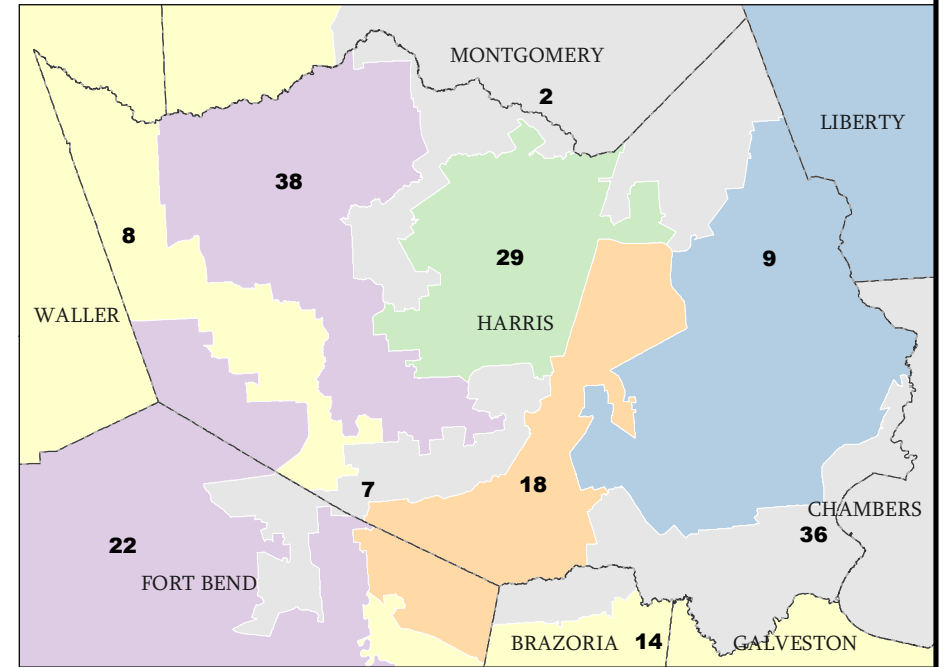 MONTGOMERY
2
LIBERTY
38
8
29
9
WALLER
HARRIS
7
18
CHAMBERS
36
22
FORT BEND
BRAZORIA 14 GALVESTON